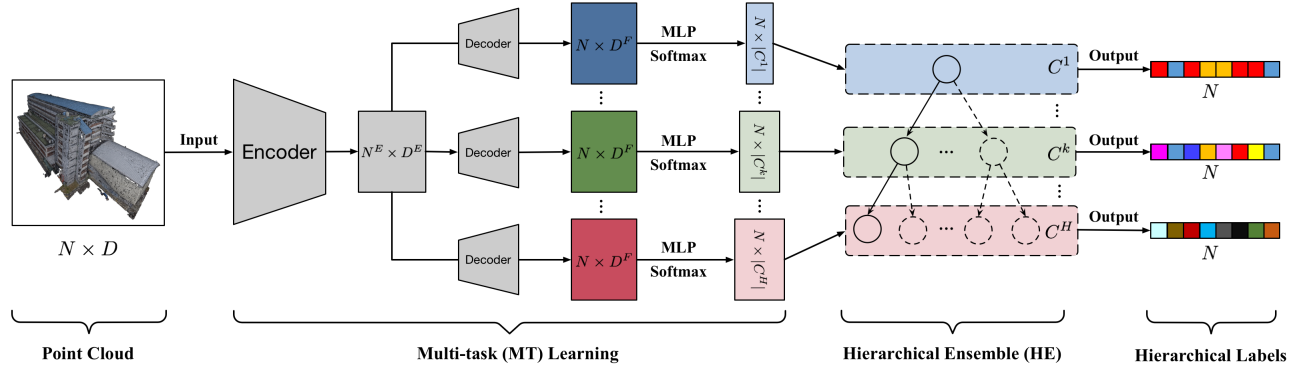 Input
N × D
Encoder
N^E × D^E
Decoder
N × D^F
MLP
Softmax
N × |C^1|
C^1
Output
N
Decoder
N × D^F
MLP
Softmax
N × |C^k|
...
C^k
Output
N
Decoder
N × D^F
MLP
Softmax
N × |C^H|
...
C^H
Output
N
Point Cloud
Multi-task (MT) Learning
Hierarchical Ensemble (HE)
Hierarchical Labels